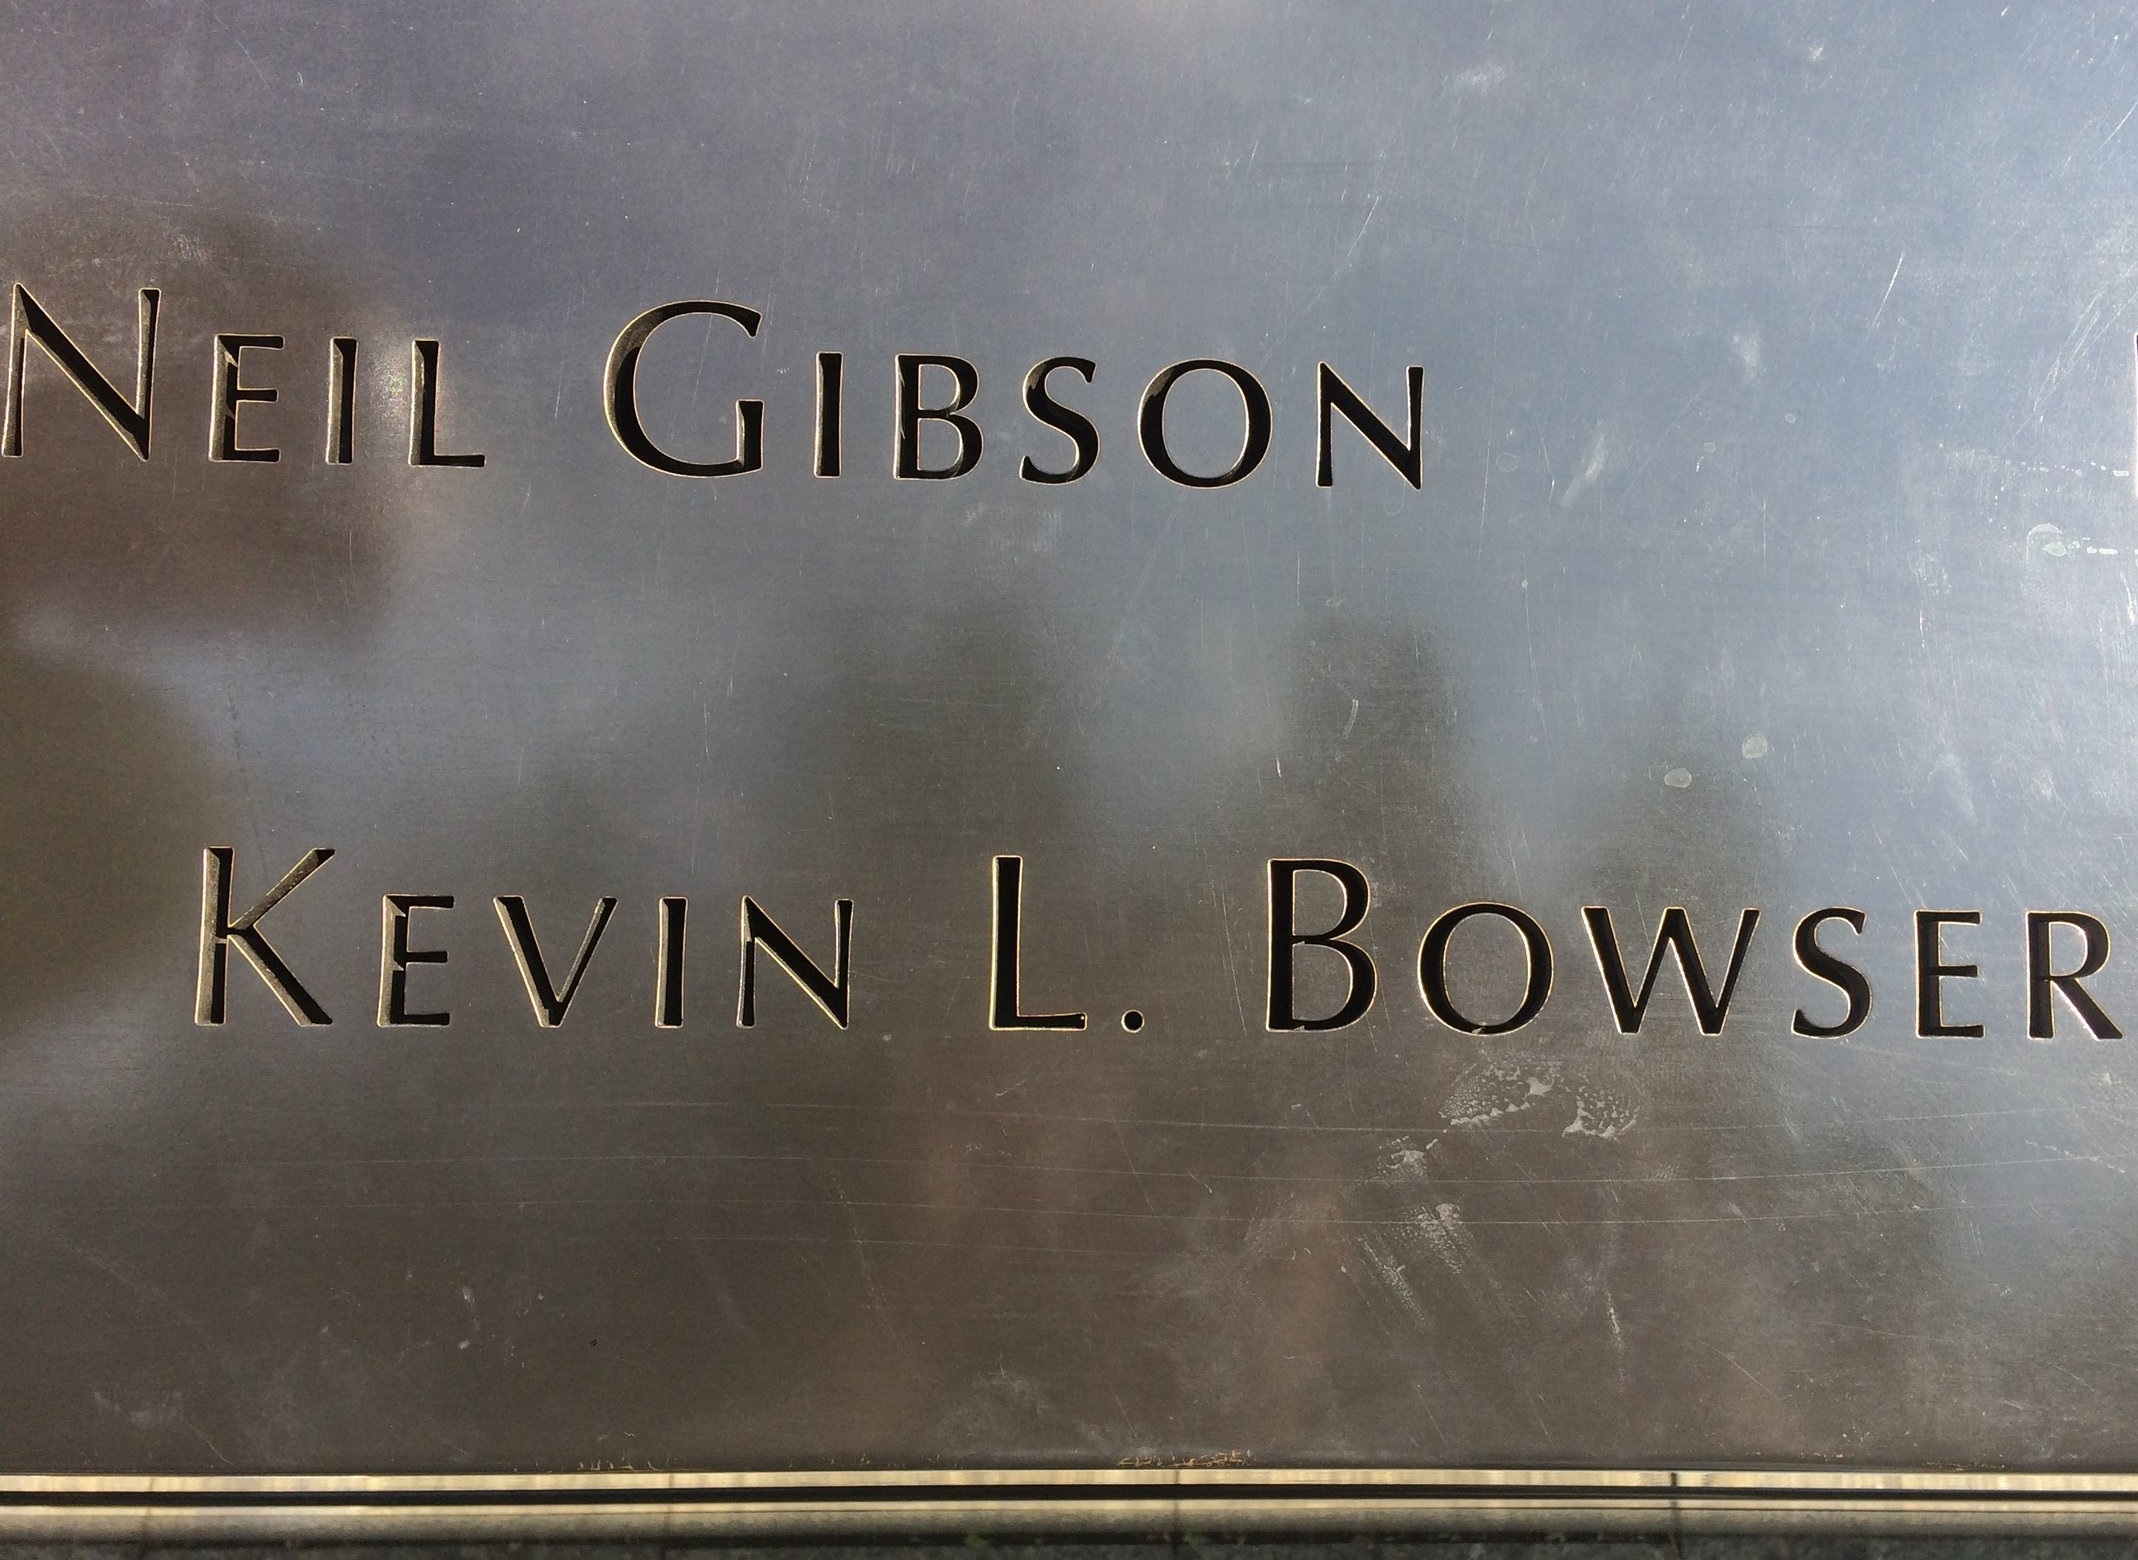 NEIL GIBSON
KEVIN L. BOWSER